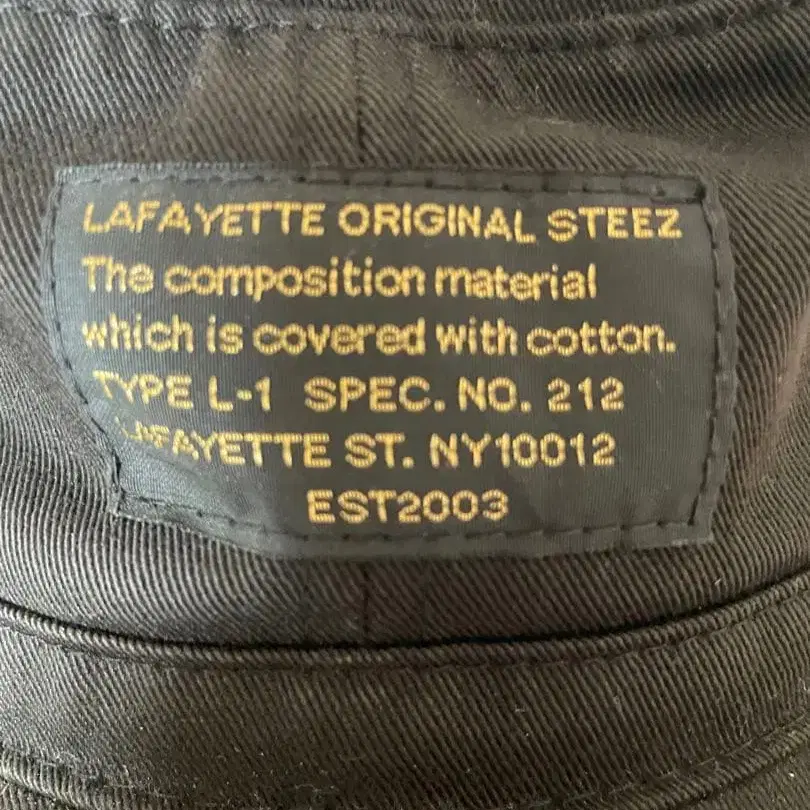 LAFAYETTE ORIGINAL STEEZ
The composition material
which is covered with cotton.
TYPE L-1 SPEC. NO. 212
LAFAYETTE ST. NY10012
EST2003